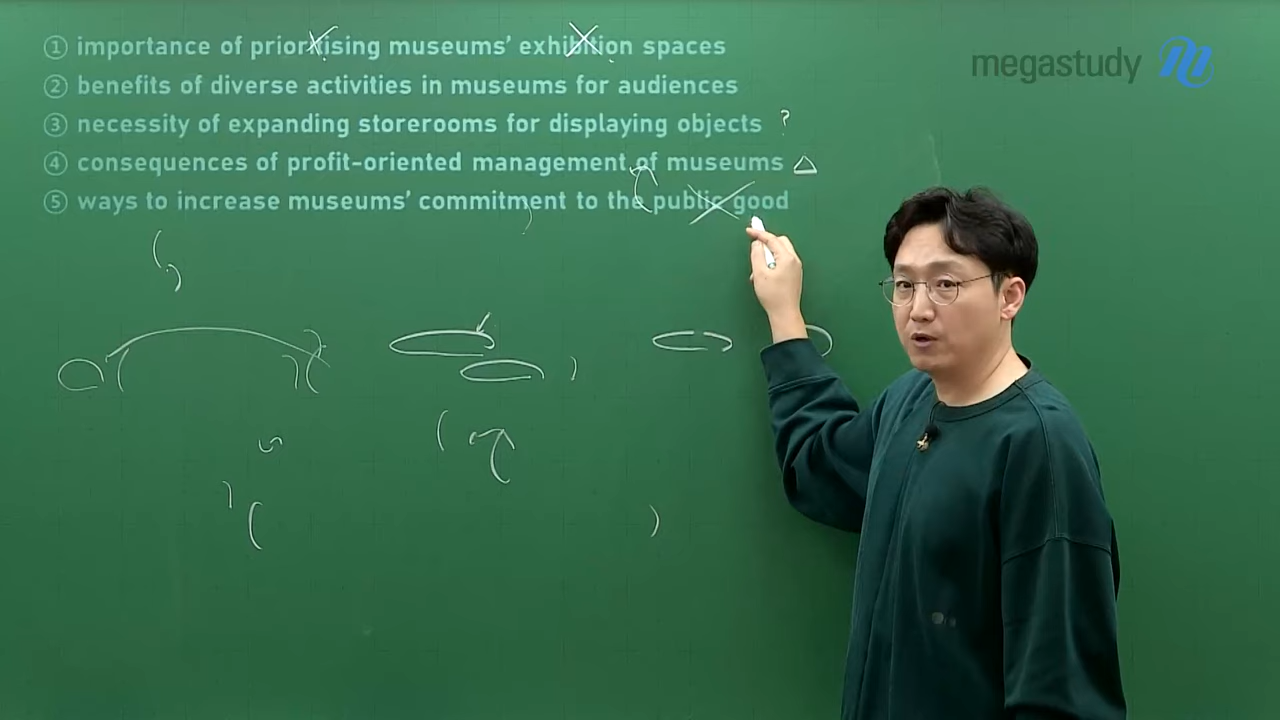 ① importance of prioritising museums' exhibition spaces
megastudy
② benefits of diverse activities in museums for audiences
③ necessity of expanding storerooms for displaying objects ?
④ consequences of profit-oriented management of museums △
⑤ ways to increase museums' commitment to the public good